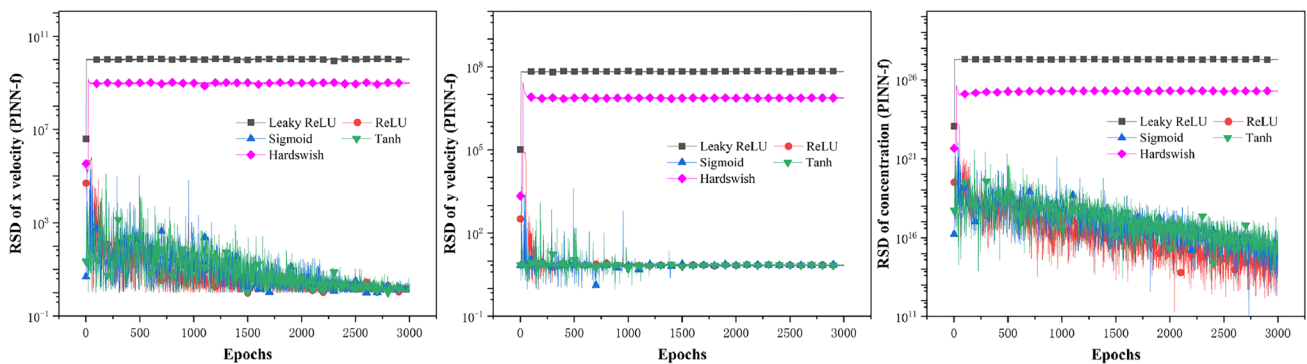 RSD of x velocity (PINN-f)
10¹¹
10⁷
10³
10⁻¹
Leaky ReLU
ReLU
Sigmoid
Tanh
Hardswish
0 500 1000 1500 2000 2500 3000
Epochs
RSD of y velocity (PINN-f)
10⁸
10⁵
10²
10⁻¹
Leaky ReLU
ReLU
Sigmoid
Tanh
Hardswish
0 500 1000 1500 2000 2500 3000
Epochs
RSD of concentration (PINN-f)
10²⁶
10²¹
10¹⁶
10¹¹
Leaky ReLU
ReLU
Sigmoid
Tanh
Hardswish
0 500 1000 1500 2000 2500 3000
Epochs